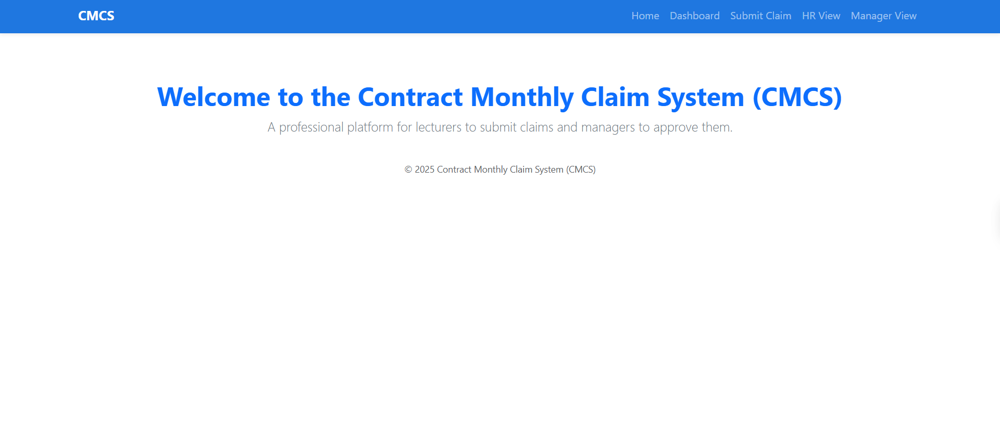 CMCS Home Dashboard Submit Claim HR View Manager View
Welcome to the Contract Monthly Claim System (CMCS)
A professional platform for lecturers to submit claims and managers to approve them.
© 2025 Contract Monthly Claim System (CMCS)